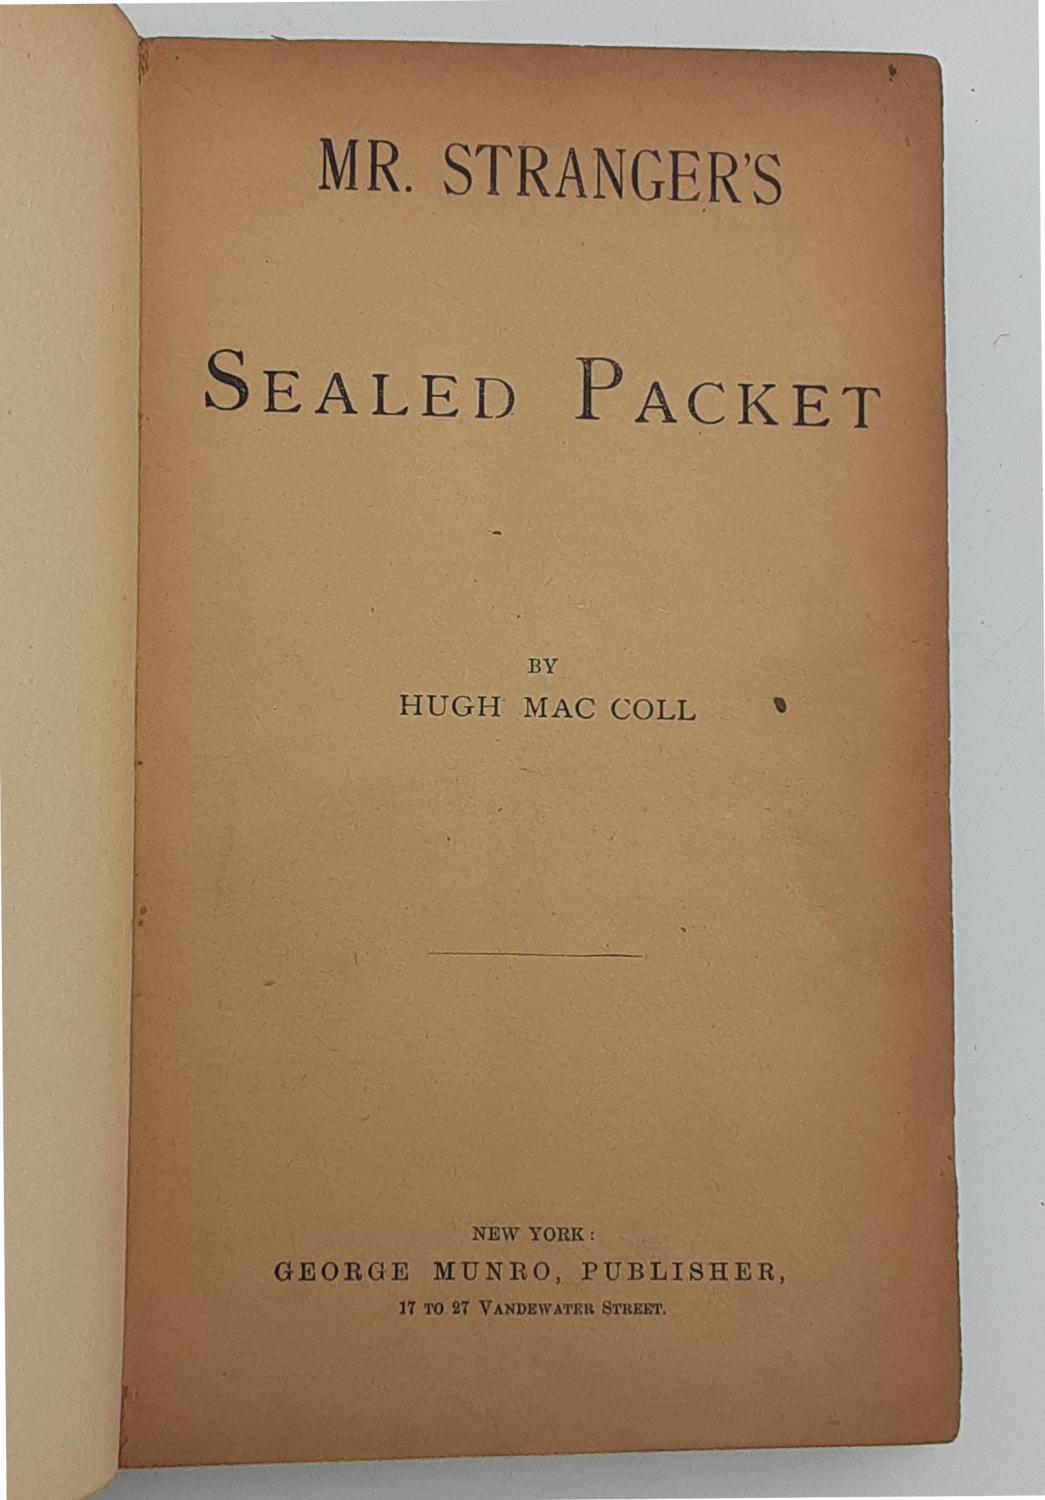 MR. STRANGER'S
SEALED PACKET
BY
HUGH MAC COLL
NEW YORK:
GEORGE MUNRO, PUBLISHER,
17 TO 27 VANDEWATER STREET.